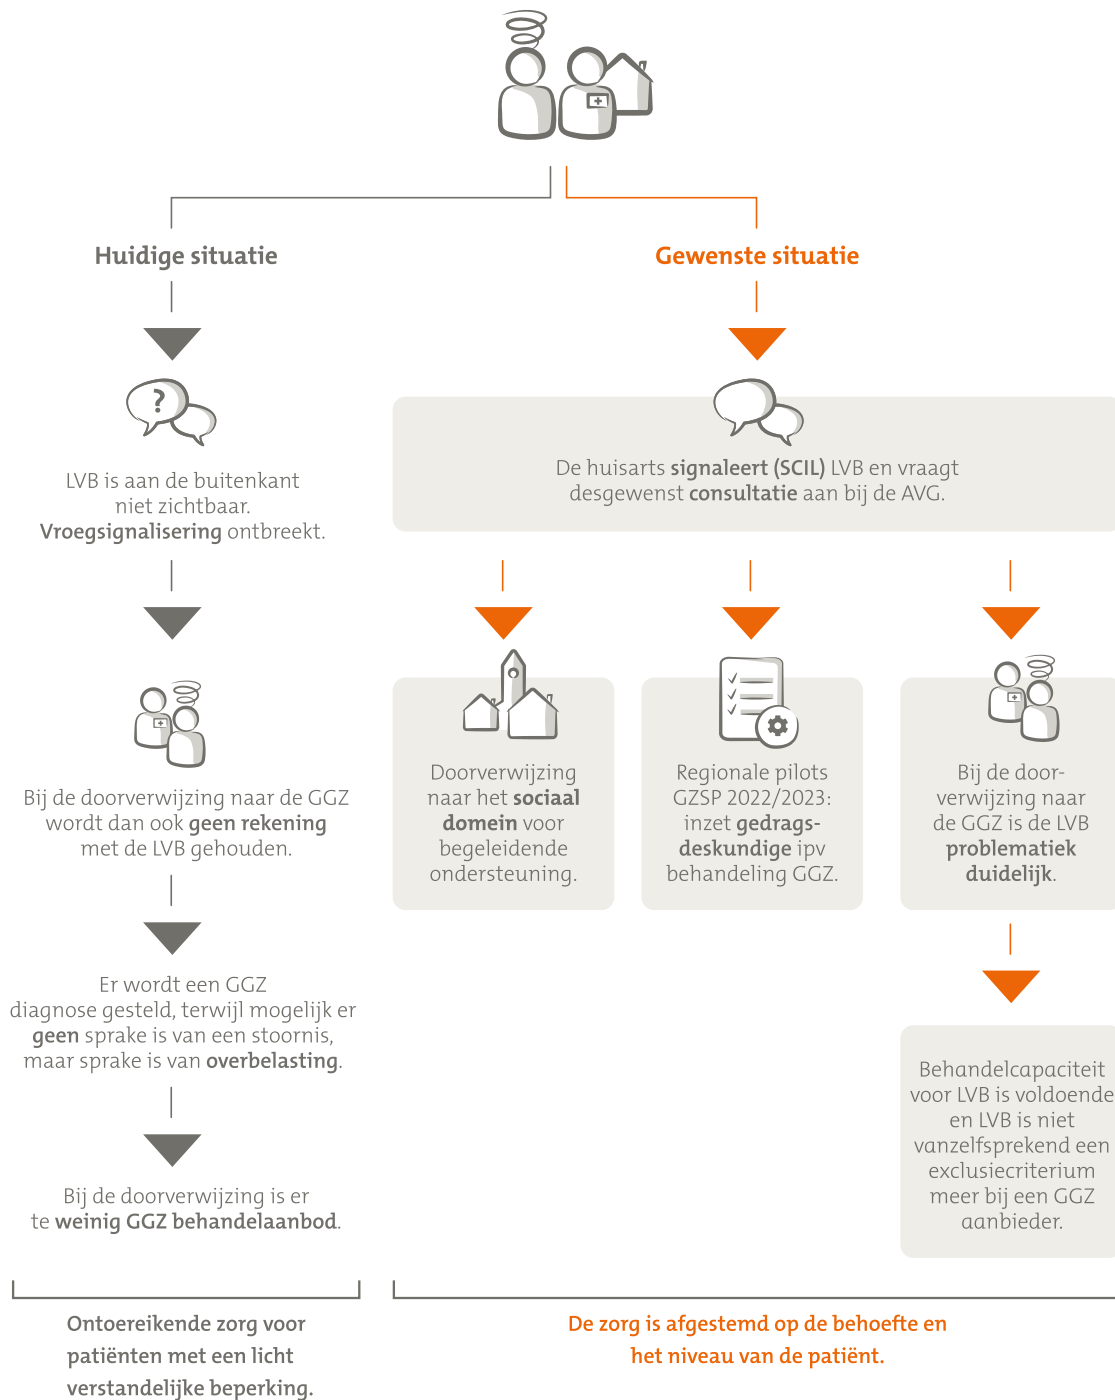 Huidige situatie
LVB is aan de buitenkant
niet zichtbaar.
Vroegsignalisering ontbreekt.
Bij de doorverwijzing naar de GGZ
wordt dan ook geen rekening
met de LVB gehouden.
Er wordt een GGZ
diagnose gesteld, terwijl mogelijk er
geen sprake is van een stoornis,
maar sprake is van overbelasting.
Bij de doorverwijzing is er
te weinig GGZ behandelaanbod.
Ontoereikende zorg voor
patiënten met een licht
verstandelijke beperking.
Gewenste situatie
De huisarts signaleert (SCIL) LVB en vraagt
desgewenst consultatie aan bij de AVG.
Doorverwijzing
naar het sociaal
domein voor
begeleidende
ondersteuning.
Regionale pilots
GZSP 2022/2023:
inzet gedrags-
deskundige ipv
behandeling GGZ.
Bij de door-
verwijzing naar
de GGZ is de LVB
problematiek
duidelijk.
Behandelcapaciteit
voor LVB is voldoende
en LVB is niet
vanzelfsprekend een
exclusiecriterium
meer bij een GGZ
aanbieder.
De zorg is afgestemd op de behoefte en
het niveau van de patiënt.